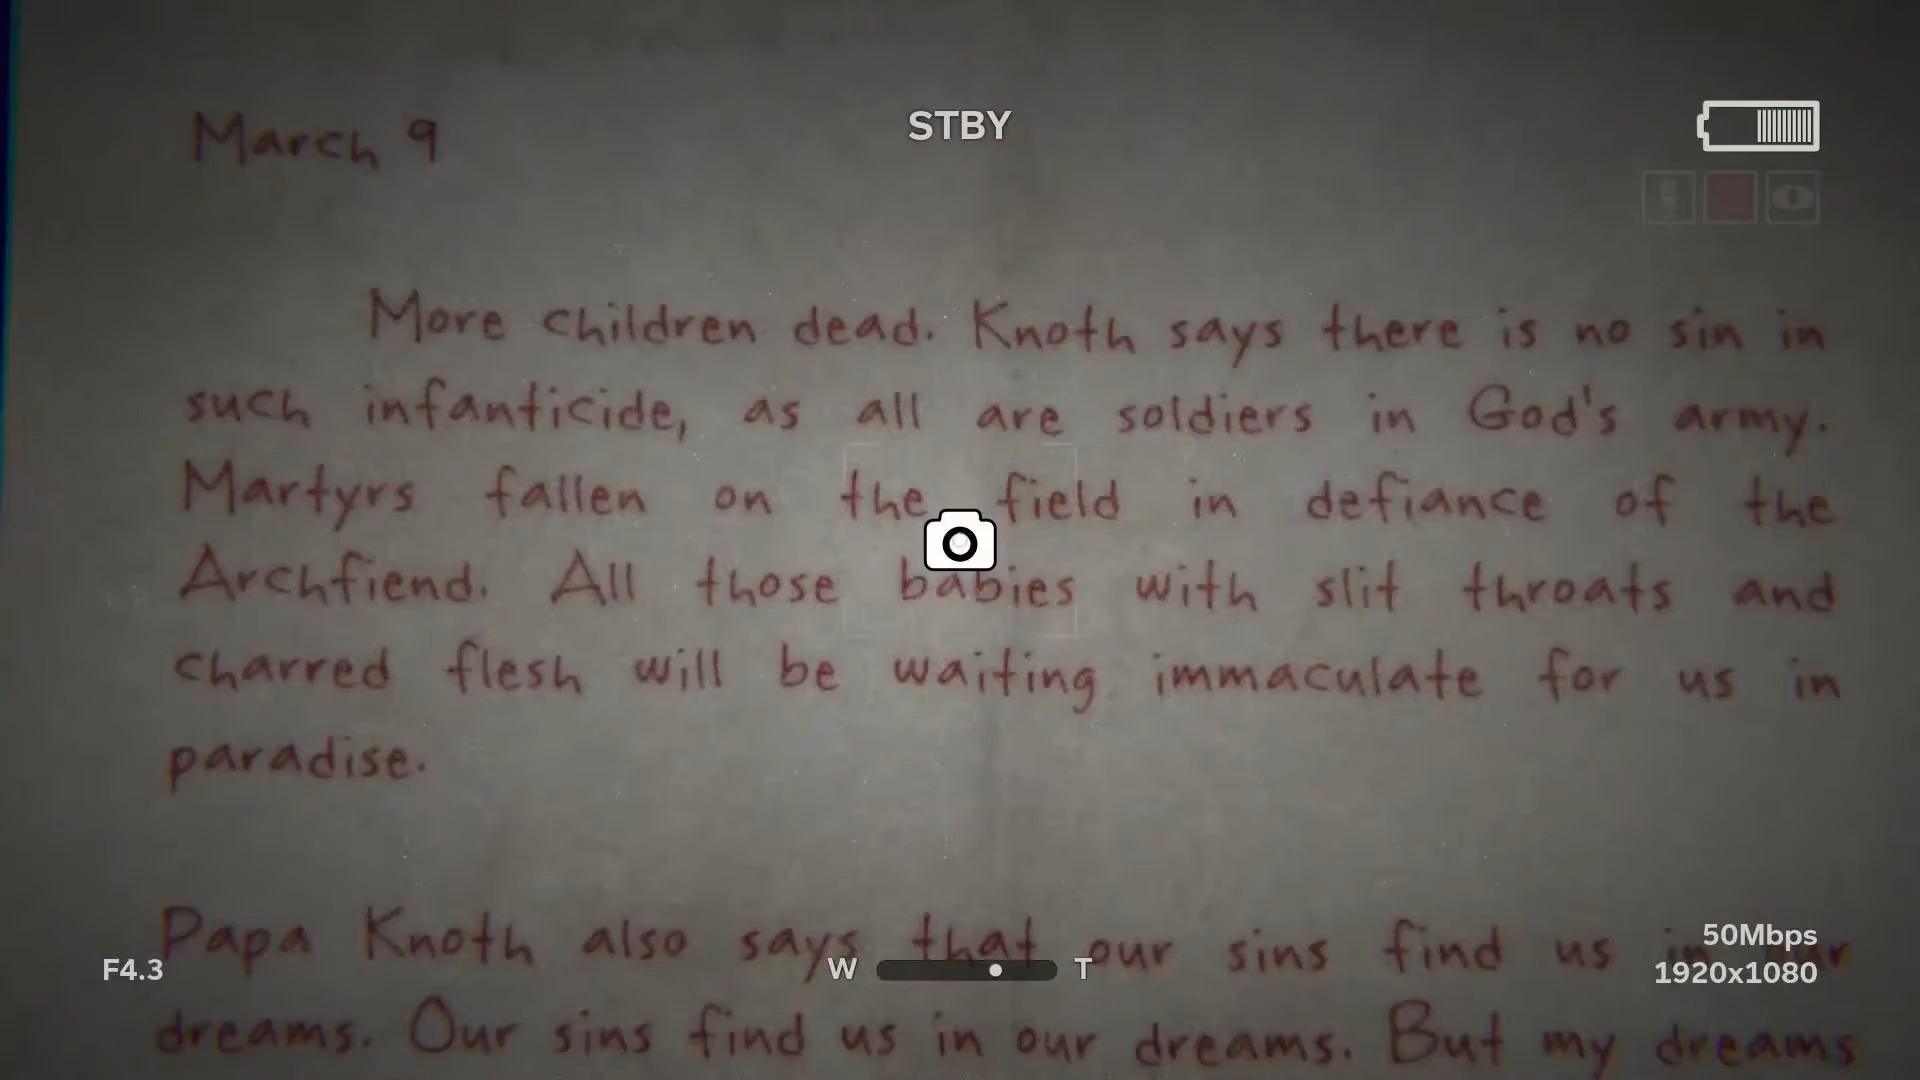 March 9
STBY
More children dead. Knoth says there is no sin in
such infanticide, as all are soldiers in God's army.
Martyrs fallen on the field in defiance of the
Archfiend. All those babies with slit throats and
charred flesh will be waiting immaculate for us in
paradise.
Papa Knoth also says that our sins find us in our
dreams. Our sins find us in our dreams. But my dreams
F4.3
W T
50Mbps
1920x1080